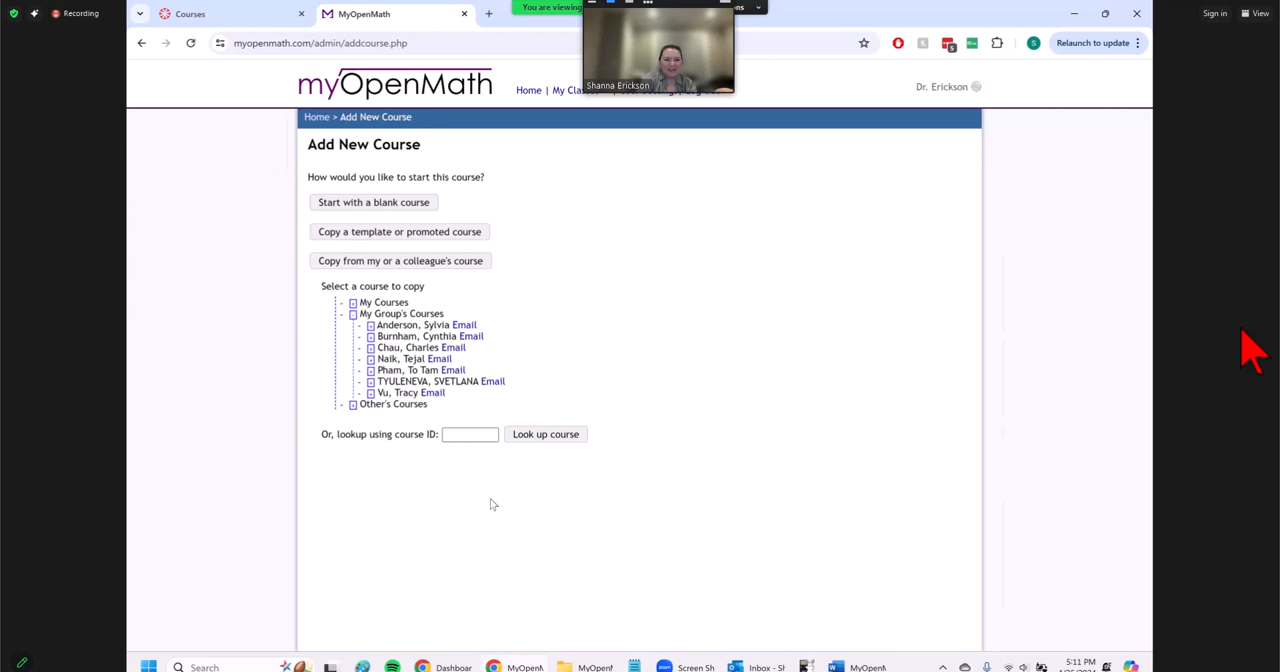 Recording
Courses
MyOpenMath
You are viewing
Sign in
View
myopenmath.com/admin/addcourse.php
S
Relaunch to update
Shanna Erickson
myOpenMath
Home | My Cla
Dr. Erickson
Home > Add New Course
Add New Course
How would you like to start this course?
Start with a blank course
Copy a template or promoted course
Copy from my or a colleague's course
Select a course to copy
My Courses
My Group's Courses
Anderson, Sylvia Email
Burnham, Cynthia Email
Chau, Charles Email
Naik, Tejal Email
Pham, To Tam Email
TYULENEVA, SVETLANA Email
Vu, Tracy Email
Other's Courses
Or, lookup using course ID:
Look up course
Search
Dashboar
MyOpenM
Screen Sh
Inbox - Sh
MyOpenM
5:11 PM